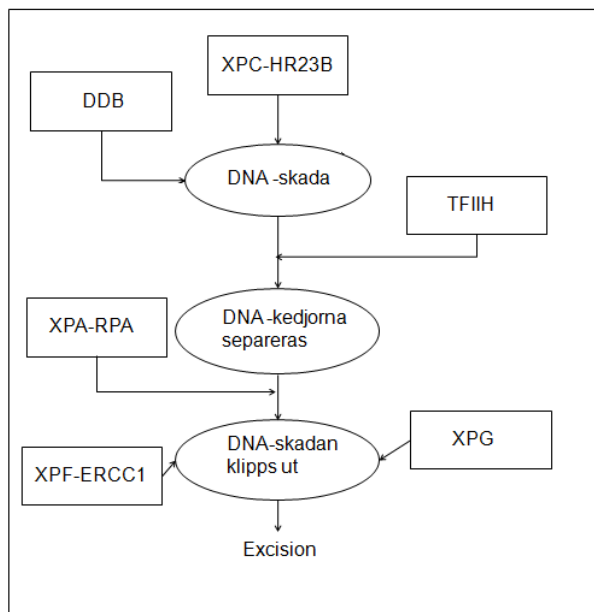 XPC-HR23B
DDB
DNA -skada
TFIIH
DNA -kedjorna
separeras
XPA-RPA
DNA-skadan
klipps ut
XPG
XPF-ERCC1
Excision